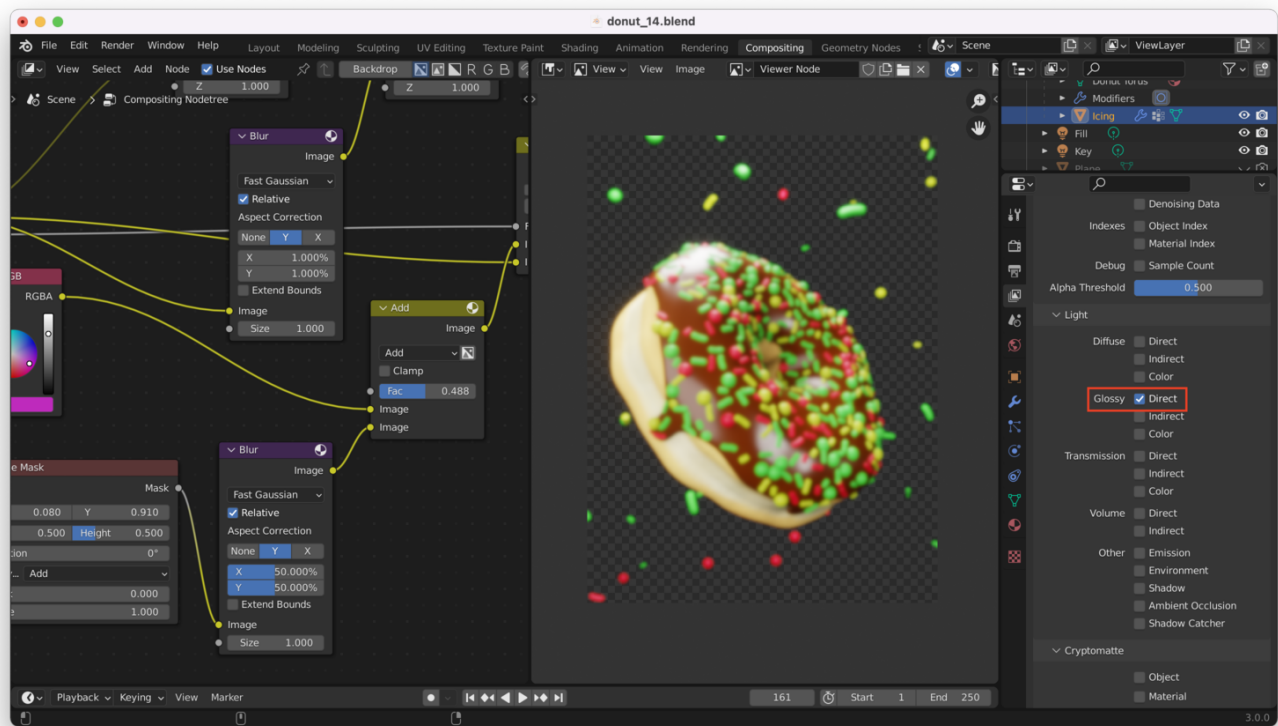 donut_14.blend
File Edit Render Window Help Layout Modeling Sculpting UV Editing Texture Paint Shading Animation Rendering Compositing Geometry Nodes Scene ViewLayer
View Select Add Node Use Nodes Backdrop R G B View View Image Viewer Node
Scene > Compositing Nodetree
Z 1.000
Z 1.000
Blur
Image
Fast Gaussian
Relative
Aspect Correction
None Y X
X 1.000%
Y 1.000%
Extend Bounds
Image
Size 1.000
GB
RGBA
Add
Image
Add
Clamp
Fac 0.488
Image
Image
e Mask
Mask
0.080 Y 0.910
0.500 Height 0.500
tion 0°
Add
0.000
1.000
Blur
Image
Fast Gaussian
Relative
Aspect Correction
None Y X
X 50.000%
Y 50.000%
Extend Bounds
Image
Size 1.000
Donut Torus
Modifiers
Icing
Fill
Key
Plane
Denoising Data
Indexes Object Index
Material Index
Debug Sample Count
Alpha Threshold 0.500
Light
Diffuse Direct
Indirect
Color
Glossy Direct
Indirect
Color
Transmission Direct
Indirect
Color
Volume Direct
Indirect
Other Emission
Environment
Shadow
Ambient Occlusion
Shadow Catcher
Cryptomatte
Object
Material
Playback Keying View Marker 161 Start 1 End 250
3.0.0